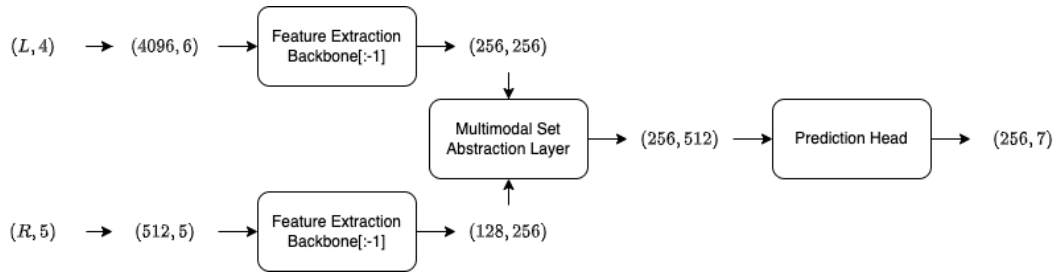 (L, 4)
(4096, 6)
Feature Extraction
Backbone[:-1]
(256, 256)
Multimodal Set
Abstraction Layer
(256, 512)
Prediction Head
(256, 7)
(R, 5)
(512, 5)
Feature Extraction
Backbone[:-1]
(128, 256)